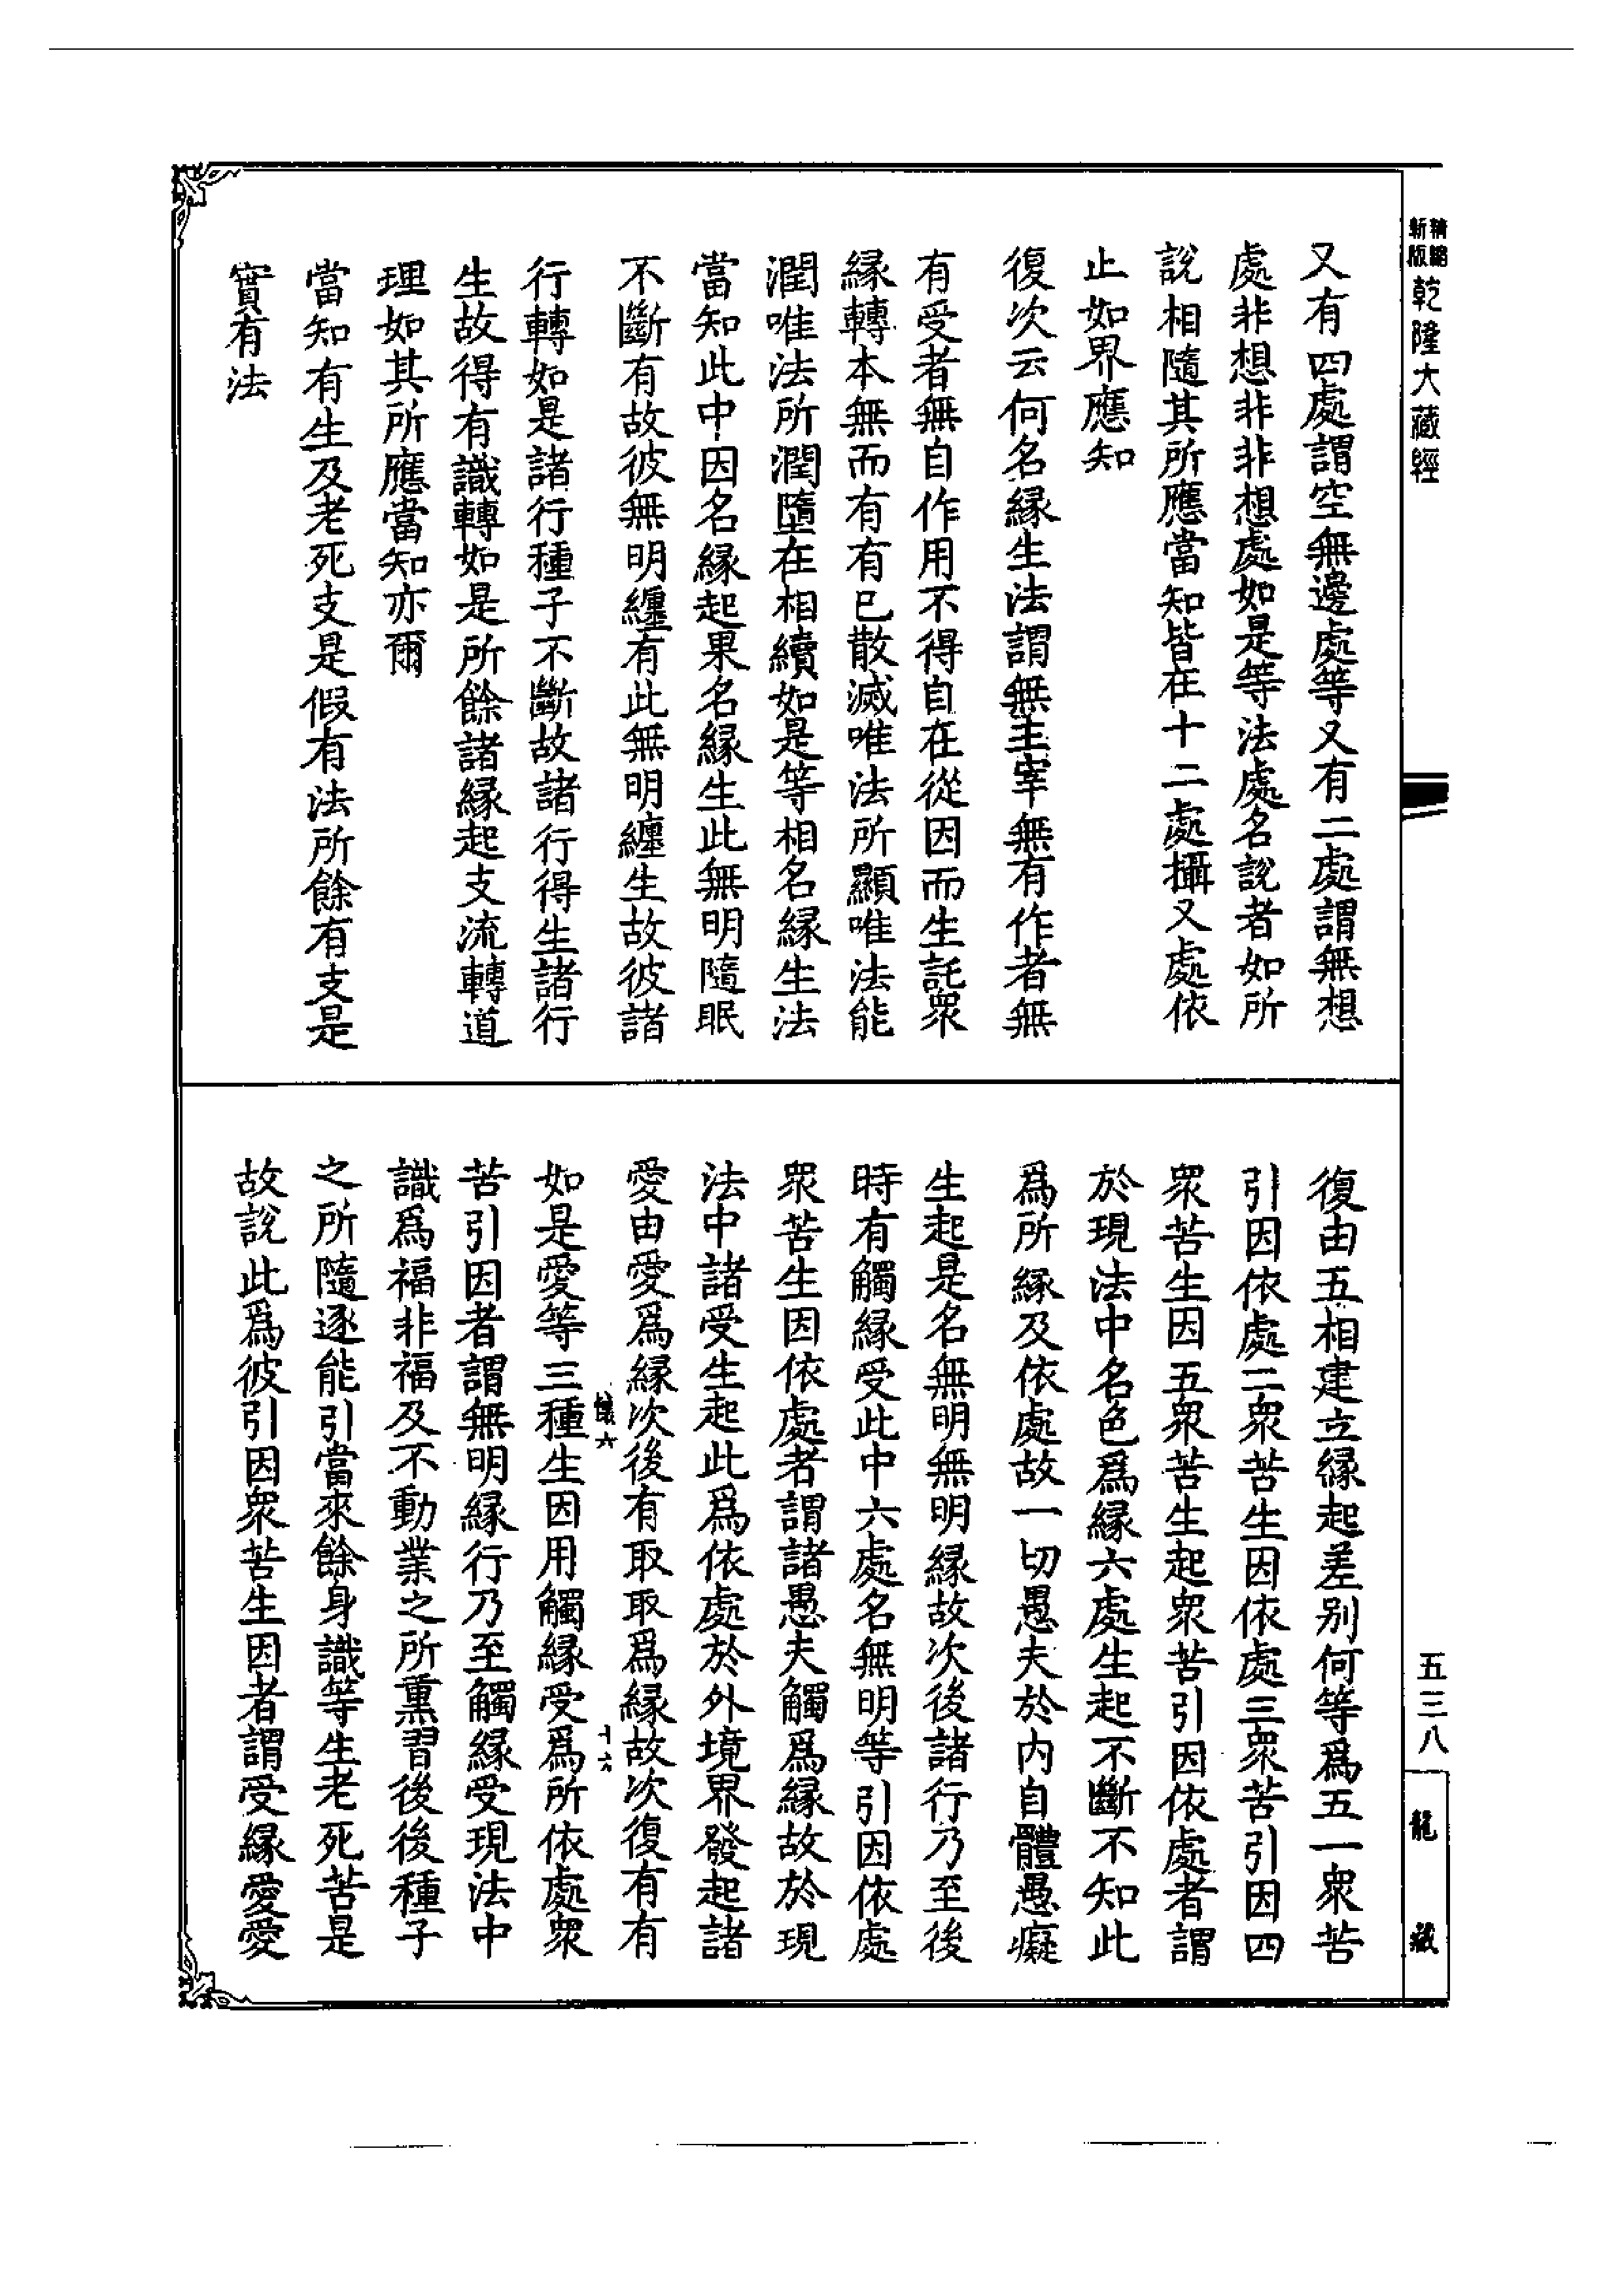 新版
精縮
乾隆大藏經
又有四處謂空無邊處等又有二處謂無想
處非想非非想處如是等法處名說者如所
說相隨其所應當知皆在十二處攝又處依
止如界應知
復次云何名緣生法謂無主宰無有作者無
有受者無自作用不得自在從因而生託衆
緣轉本無而有有已散滅唯法所顯唯法能
潤唯法所潤墮在相續如是等相名緣生法
當知此中因名緣起果名緣生此無明隨眠
不斷有故彼無明纏有此無明纏生故彼諸
行轉如是諸行種子不斷故諸行得生諸行
生故得有識轉如是所餘諸緣起支流轉道
理如其所應當知亦爾
當知有生及老死支是假有法所餘有支是
實有法
復由五相建立緣起差别何等爲五一衆苦
引因依處二衆苦生因依處三衆苦引因四
衆苦生因五衆苦生起衆苦引因依處者謂
於現法中名色爲緣六處生起不斷不知此
爲所緣及依處故一切愚夫於內自體愚癡
生起是名無明無明緣故次後諸行乃至後
時有觸緣受此中六處名無明等引因依處
衆苦生因依處者謂諸愚夫觸爲緣故於現
法中諸受生起此爲依處於外境界發起諸
愛由愛爲緣次後有取取爲緣故次復有有
如是愛等三種生因用觸緣受爲所依處衆
苦引因者謂無明緣行乃至觸緣受現法中
識爲福非福及不動業之所熏習後後種子
之所隨逐能引當來餘身識等生老死苦是
故說此爲彼引因衆苦生因者謂受緣愛愛
六
十六
五三八
龍藏